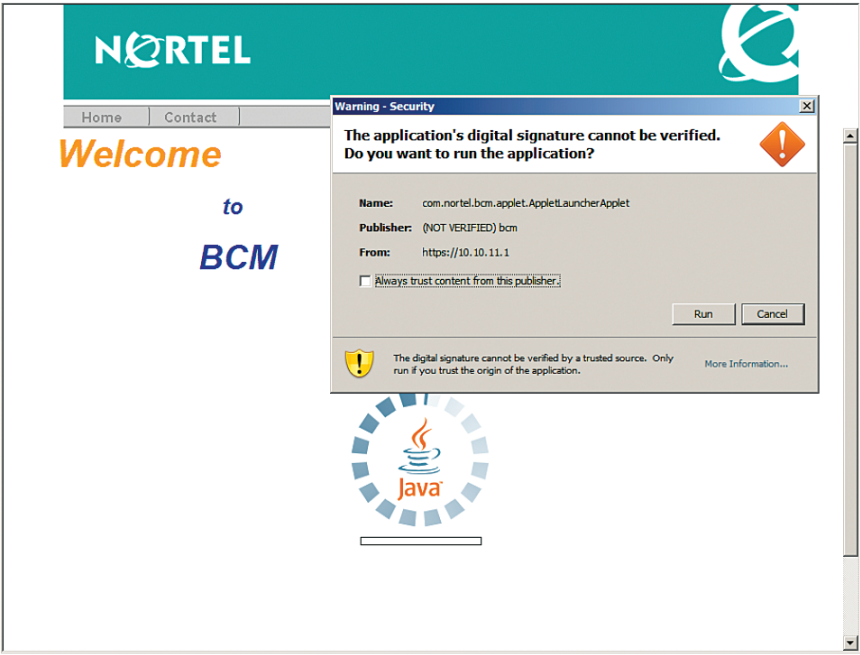 NORTEL
Home Contact
Welcome
to
BCM
Warning - Security
The application's digital signature cannot be verified.
Do you want to run the application?
Name: com.nortel.bcm.applet.AppletLauncherApplet
Publisher: (NOT VERIFIED) bcm
From: https://10.10.11.1
Always trust content from this publisher.
Run Cancel
The digital signature cannot be verified by a trusted source. Only
run if you trust the origin of the application.
More Information...
Java